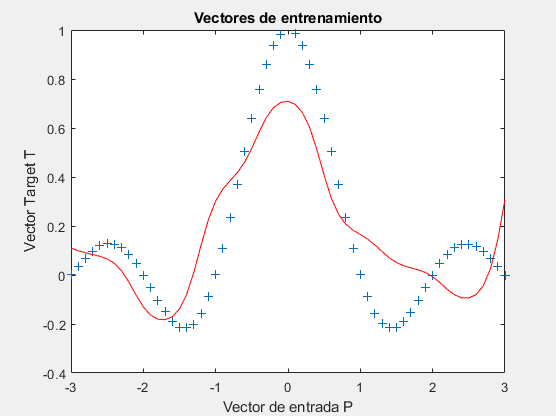 Vectores de entrenamiento
1
0.8
0.6
0.4
0.2
0
-0.2
-0.4
Vector Target T
-3 -2 -1 0 1 2 3
Vector de entrada P